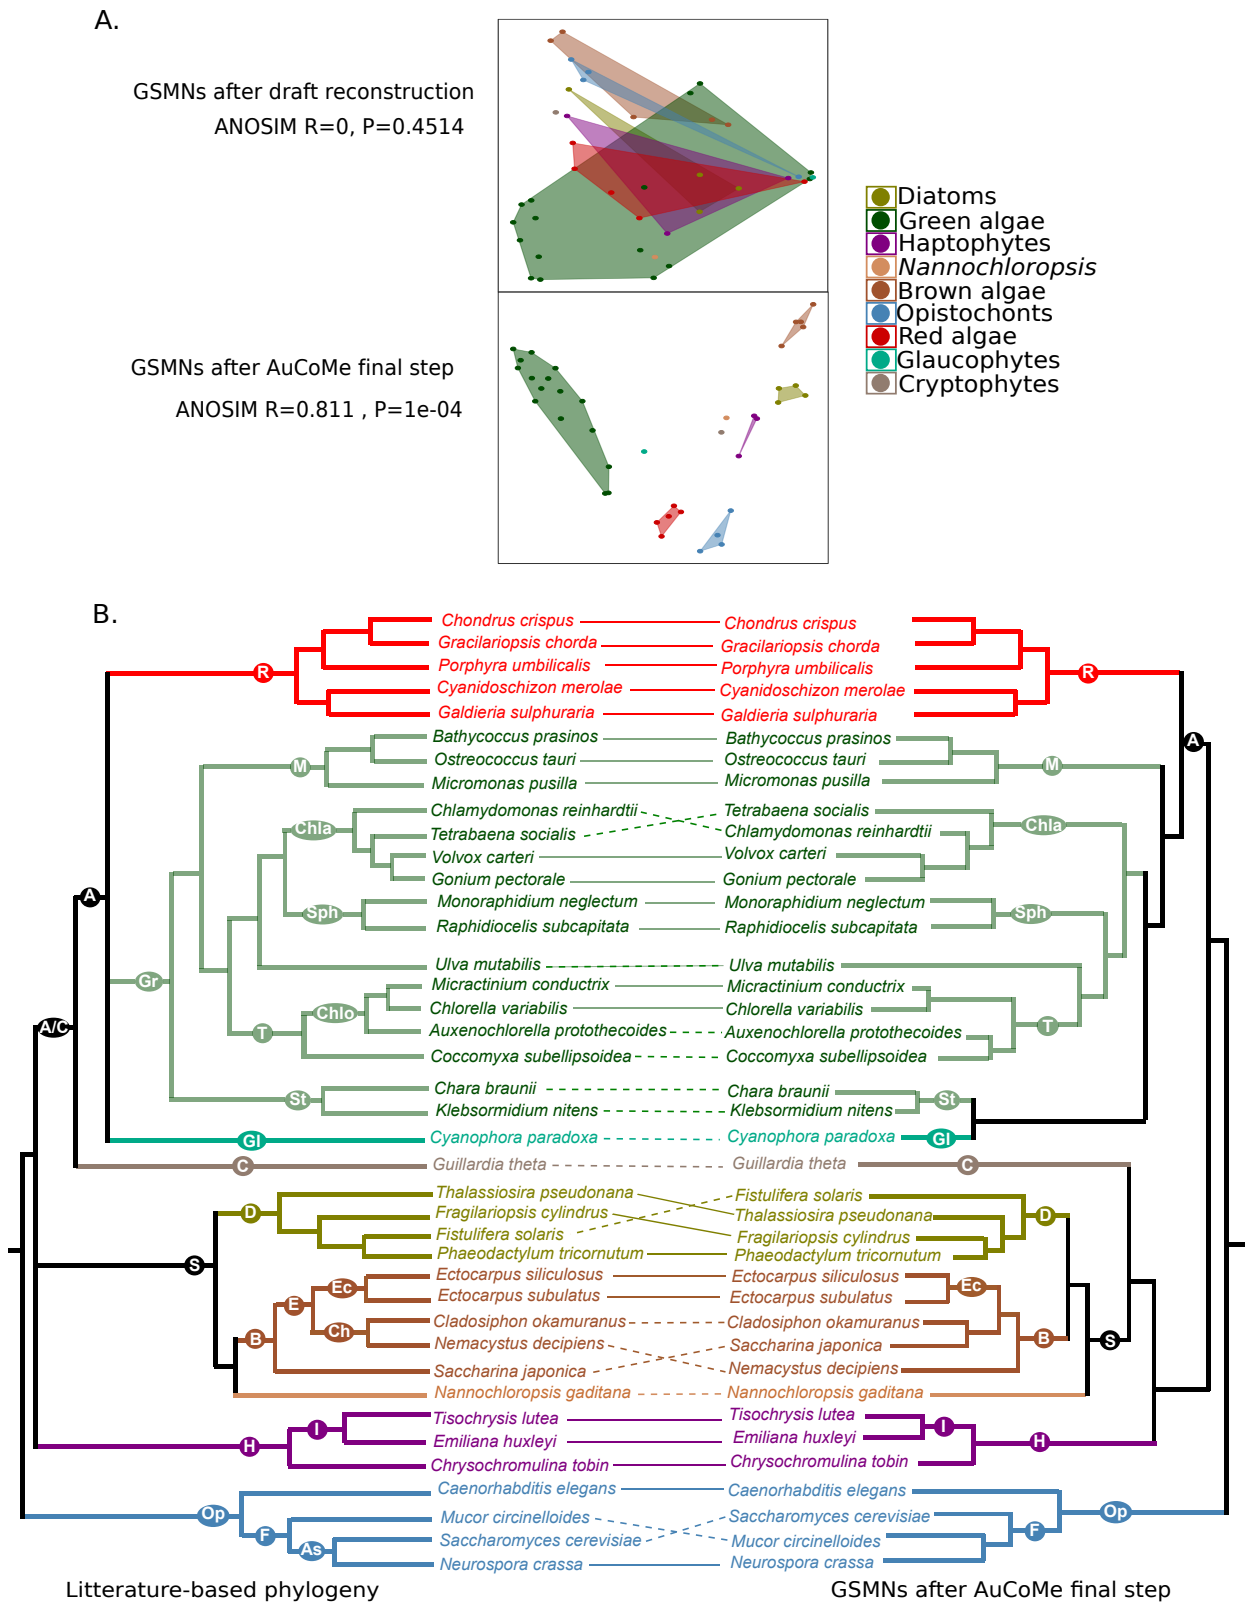 A.
GSMNs after draft reconstruction
ANOSIM R=0, P=0.4514
GSMNs after AuCoMe final step
ANOSIM R=0.811 , P=1e-04
Diatoms
Green algae
Haptophytes
Nannochloropsis
Brown algae
Opistochonts
Red algae
Glaucophytes
Cryptophytes
B.
Chondrus crispus Chondrus crispus
Gracilariopsis chorda Gracilariopsis chorda
Porphyra umbilicalis Porphyra umbilicalis
R R
Cyanidoschizon merolae Cyanidoschizon merolae
Galdieria sulphuraria Galdieria sulphuraria
Bathycoccus prasinos Bathycoccus prasinos A
Ostreococcus tauri Ostreococcus tauri
M M
Micromonas pusilla Micromonas pusilla
Chlamydomonas reinhardtii Tetrabaena socialis
Chla Chla
Tetrabaena socialis Chlamydomonas reinhardtii
Volvox carteri Volvox carteri
Gonium pectorale Gonium pectorale
A Monoraphidium neglectum Monoraphidium neglectum
Sph Sph
Raphidiocelis subcapitata Raphidiocelis subcapitata
Ulva mutabilis Ulva mutabilis
Gr Micractinium conductrix Micractinium conductrix
Chlorella variabilis Chlorella variabilis
Chlo
A/C T Auxenochlorella protothecoides Auxenochlorella protothecoides T
Coccomyxa subellipsoidea Coccomyxa subellipsoidea
Chara braunii Chara braunii
St St
Klebsormidium nitens Klebsormidium nitens
Gl Cyanophora paradoxa Cyanophora paradoxa Gl
C Guillardia theta Guillardia theta C
Thalassiosira pseudonana Fistulifera solaris
D Fragilariopsis cylindrus Thalassiosira pseudonana D
Fistulifera solaris Fragilariopsis cylindrus
Phaeodactylum tricornutum Phaeodactylum tricornutum
S
Ectocarpus siliculosus Ectocarpus siliculosus
Ec Ec
Ectocarpus subulatus Ectocarpus subulatus
E
Cladosiphon okamuranus Cladosiphon okamuranus
Ch
B Nemacystus decipiens Saccharina japonica B S
Saccharina japonica Nemacystus decipiens
Nannochloropsis gaditana Nannochloropsis gaditana
Tisochrysis lutea Tisochrysis lutea
I I
H Emiliana huxleyi Emiliana huxleyi H
Chrysochromulina tobin Chrysochromulina tobin
Caenorhabditis elegans Caenorhabditis elegans
Op Mucor circinelloides Saccharomyces cerevisiae Op
F F
Saccharomyces cerevisiae Mucor circinelloides
As
Neurospora crassa Neurospora crassa
Litterature-based phylogeny GSMNs after AuCoMe final step